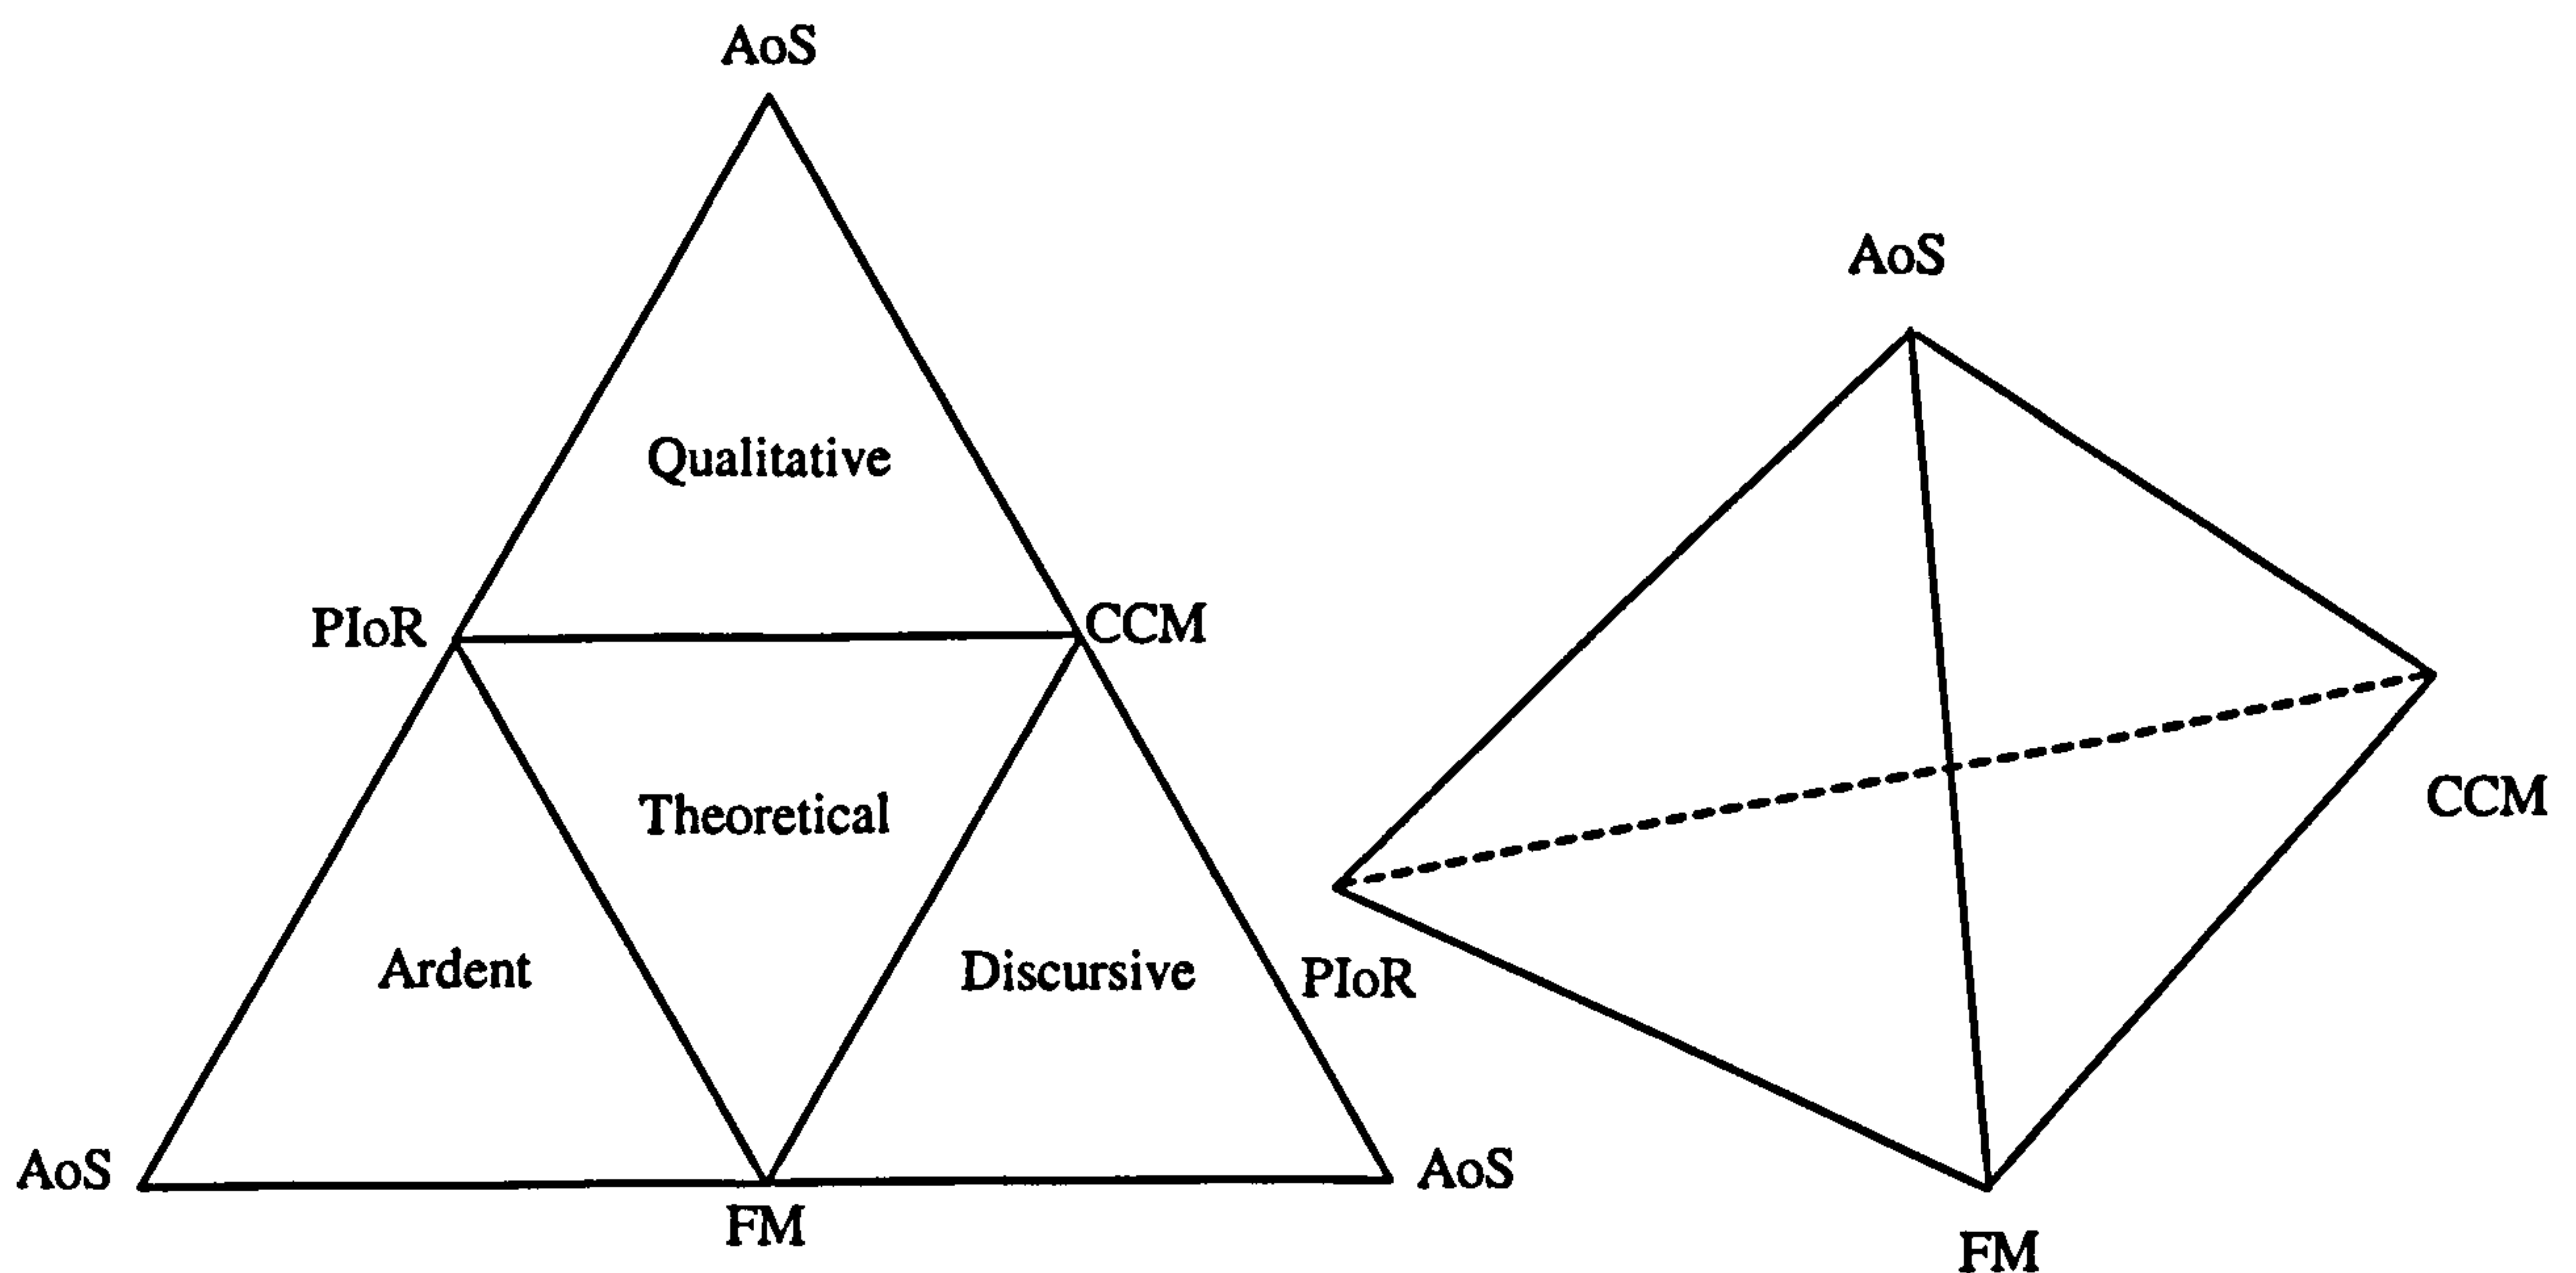 AoS
AoS
Qualitative
PIoR
CCM
Theoretical
CCM
Ardent
Discursive
PIoR
AoS
AoS
FM
FM